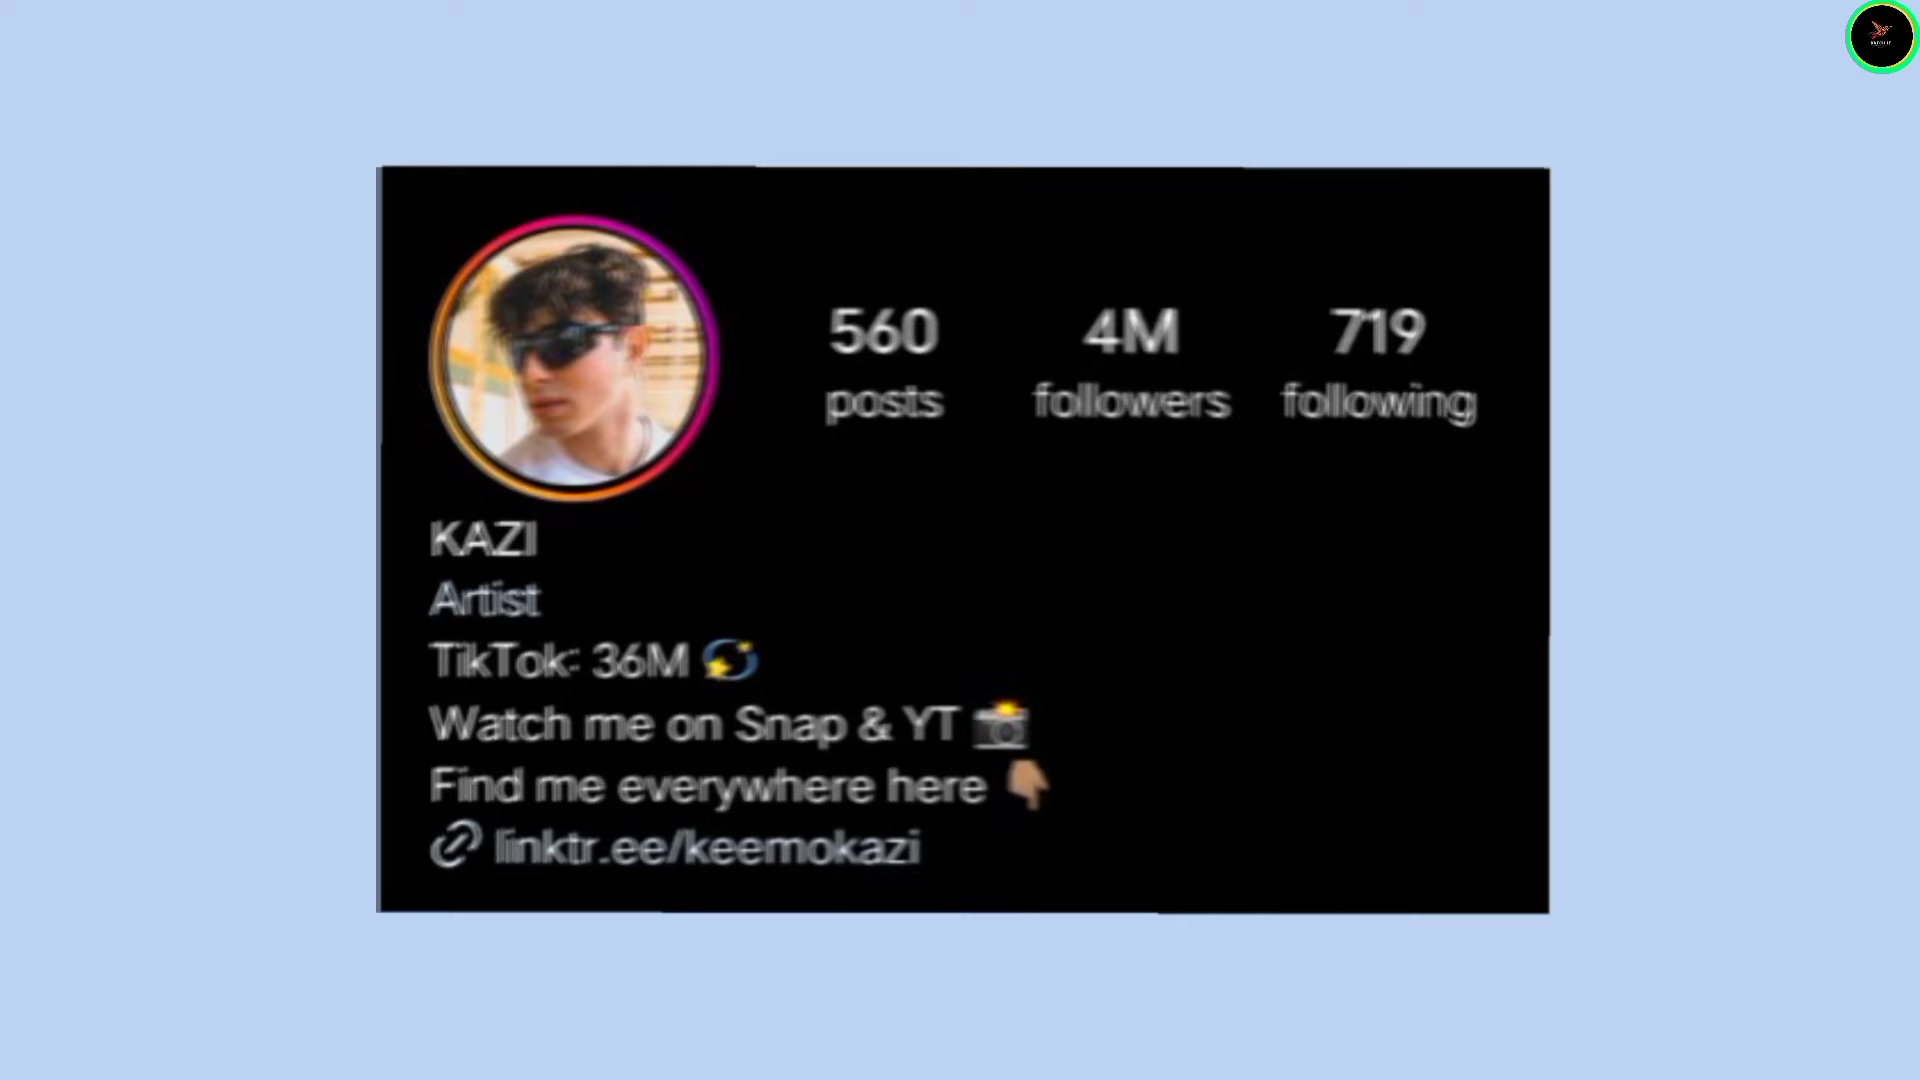 560 4M 719
posts followers following
KAZI
Artist
TikTok: 36M 💫
Watch me on Snap & YT 📸
Find me everywhere here 👇🏽
linktr.ee/keemokazi